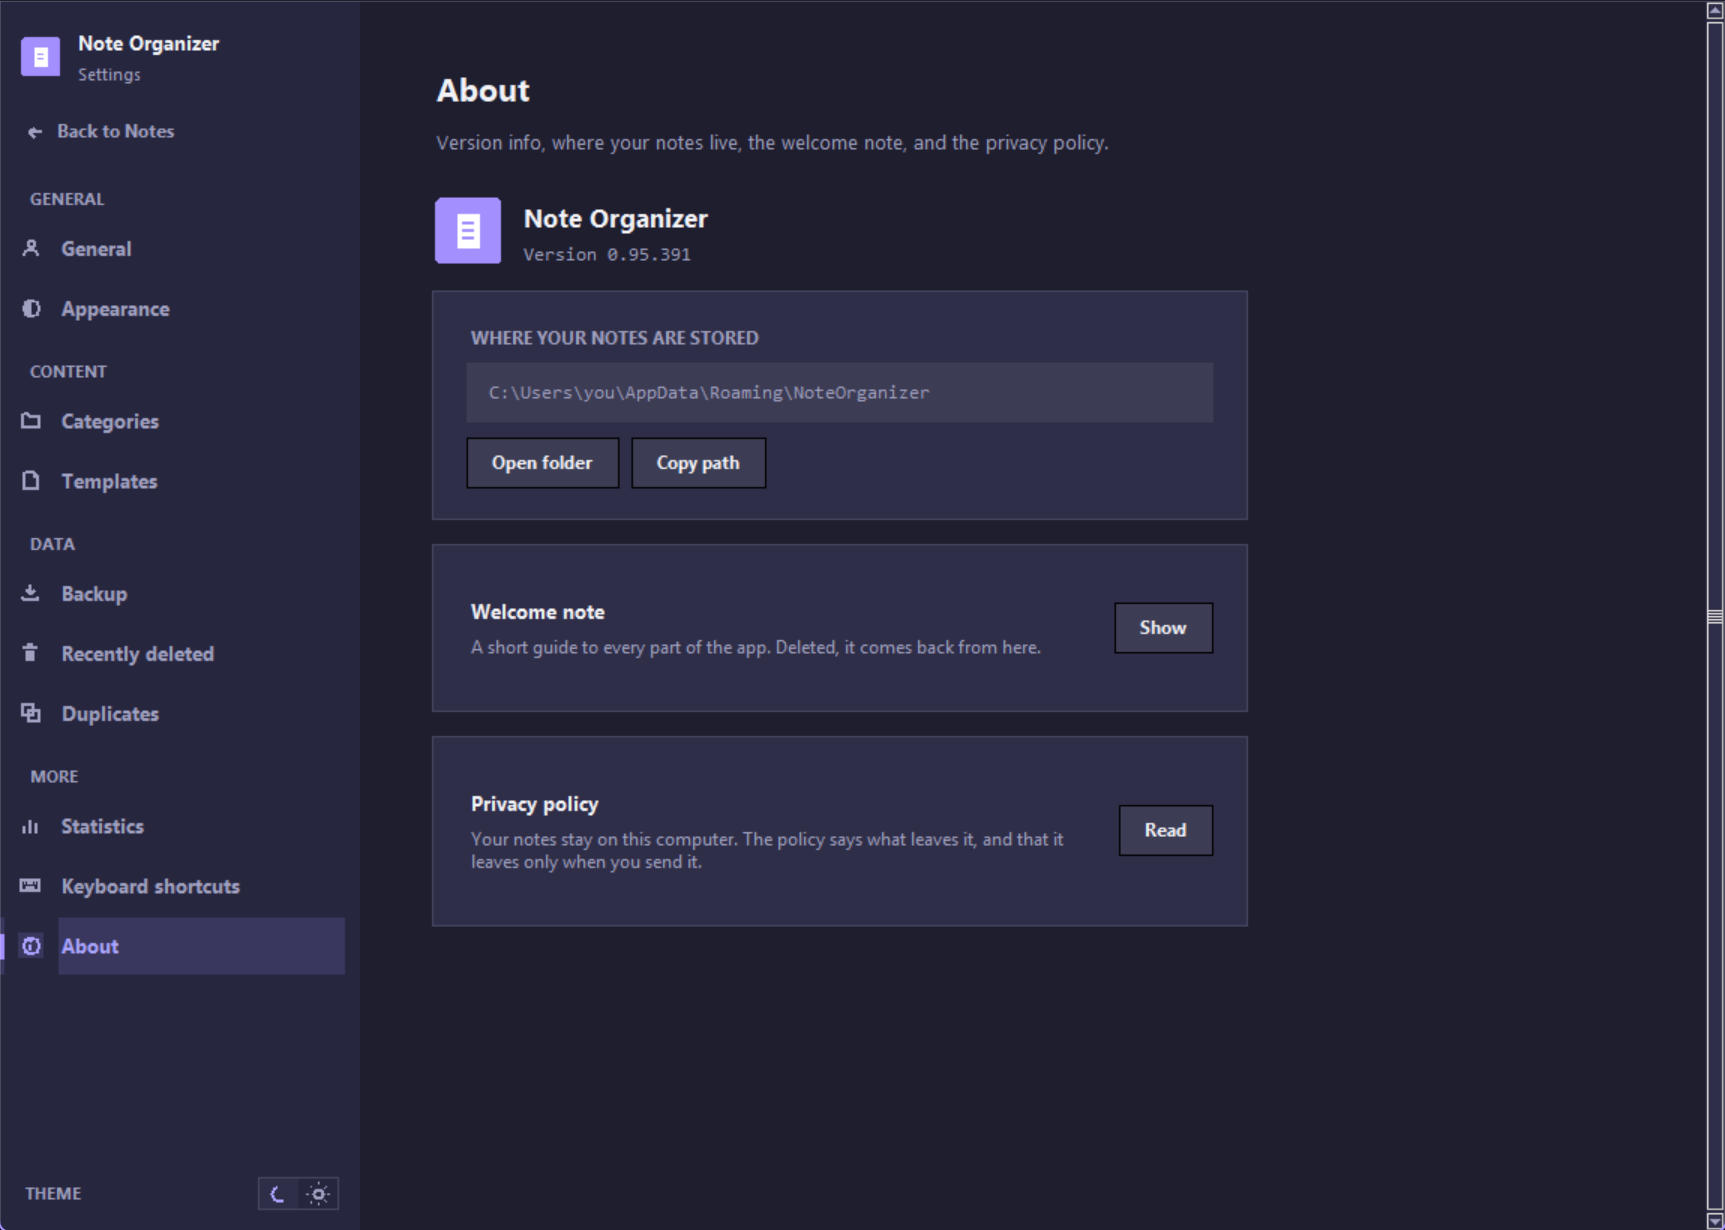 Note Organizer
Settings
Back to Notes
GENERAL
General
Appearance
CONTENT
Categories
Templates
DATA
Backup
Recently deleted
Duplicates
MORE
Statistics
Keyboard shortcuts
About
THEME
About
Version info, where your notes live, the welcome note, and the privacy policy.
Note Organizer
Version 0.95.391
WHERE YOUR NOTES ARE STORED
C:\Users\you\AppData\Roaming\NoteOrganizer
Open folder
Copy path
Welcome note
A short guide to every part of the app. Deleted, it comes back from here.
Show
Privacy policy
Your notes stay on this computer. The policy says what leaves it, and that it
leaves only when you send it.
Read